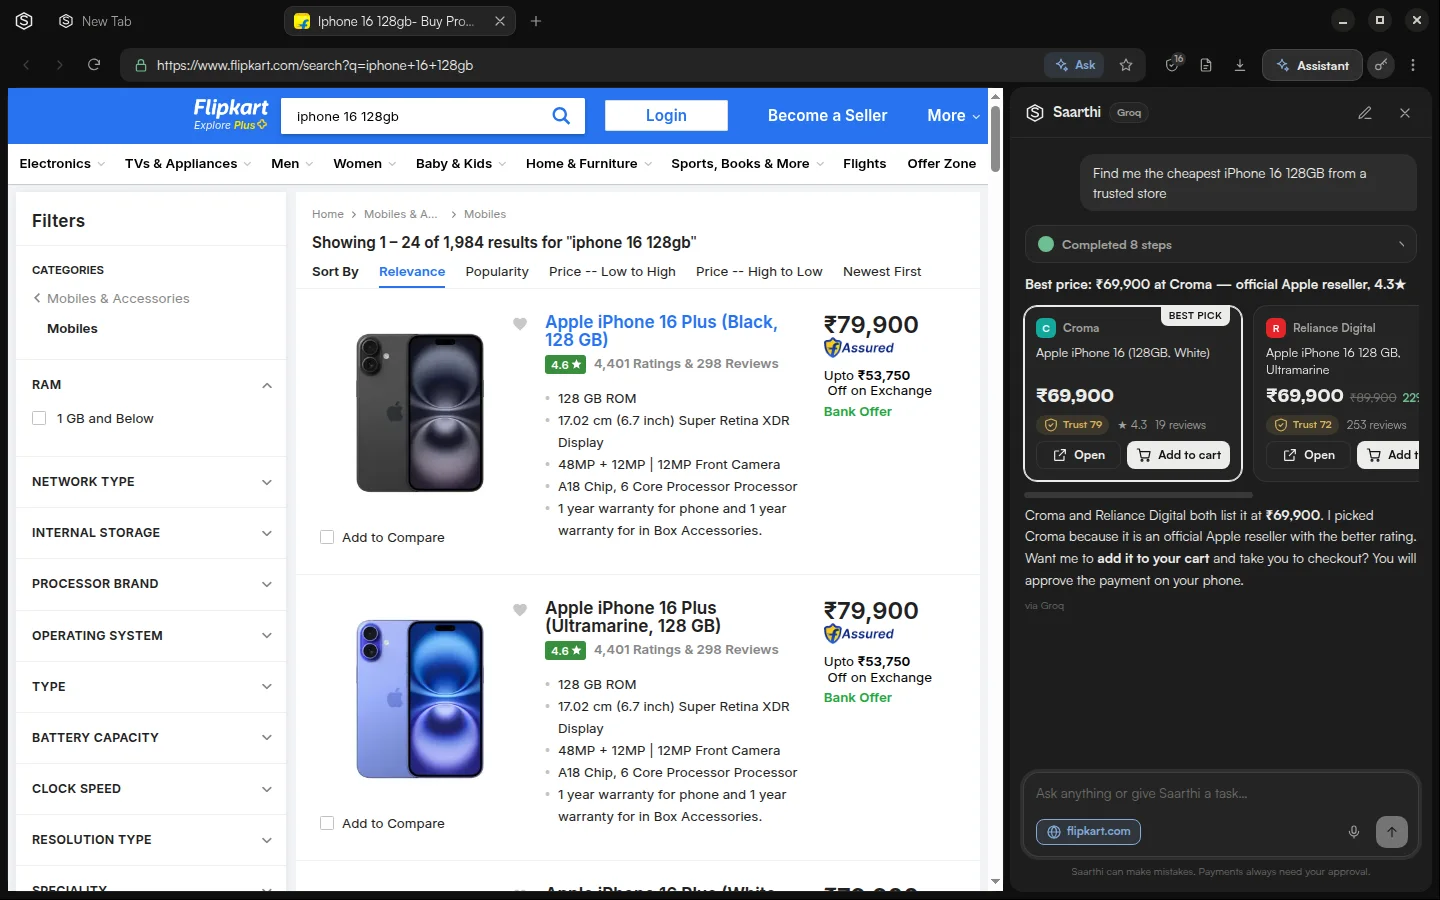 New Tab
Iphone 16 128gb- Buy Pro...
https://www.flipkart.com/search?q=iphone+16+128gb
Ask
16
Assistant
Flipkart
Explore Plus
iphone 16 128gb
Login
Become a Seller
More
Electronics
TVs & Appliances
Men
Women
Baby & Kids
Home & Furniture
Sports, Books & More
Flights
Offer Zone
Filters
CATEGORIES
Mobiles & Accessories
Mobiles
RAM
1 GB and Below
NETWORK TYPE
INTERNAL STORAGE
PROCESSOR BRAND
OPERATING SYSTEM
TYPE
BATTERY CAPACITY
CLOCK SPEED
RESOLUTION TYPE
SPECIALITY
Home
Mobiles & A...
Mobiles
Showing 1 – 24 of 1,984 results for "iphone 16 128gb"
Sort By
Relevance
Popularity
Price -- Low to High
Price -- High to Low
Newest First
Apple iPhone 16 Plus (Black,
128 GB)
4.6★
4,401 Ratings & 298 Reviews
128 GB ROM
17.02 cm (6.7 inch) Super Retina XDR
Display
48MP + 12MP | 12MP Front Camera
A18 Chip, 6 Core Processor Processor
1 year warranty for phone and 1 year
warranty for in Box Accessories.
₹79,900
Assured
Upto ₹53,750
Off on Exchange
Bank Offer
Add to Compare
Apple iPhone 16 Plus
(Ultramarine, 128 GB)
4.6★
4,401 Ratings & 298 Reviews
128 GB ROM
17.02 cm (6.7 inch) Super Retina XDR
Display
48MP + 12MP | 12MP Front Camera
A18 Chip, 6 Core Processor Processor
1 year warranty for phone and 1 year
warranty for in Box Accessories.
₹79,900
Assured
Upto ₹53,750
Off on Exchange
Bank Offer
Add to Compare
Apple iPhone 16 Plus (White,
₹79,900
Saarthi
Groq
Find me the cheapest iPhone 16 128GB from a
trusted store
Completed 8 steps
Best price: ₹69,900 at Croma — official Apple reseller, 4.3★
BEST PICK
C
Croma
Apple iPhone 16 (128GB, White)
₹69,900
Trust 79
★ 4.3
19 reviews
Open
Add to cart
R
Reliance Digital
Apple iPhone 16 128 GB,
Ultramarine
₹69,900
₹89,900
22%
Trust 72
253 reviews
Open
Add t
Croma and Reliance Digital both list it at ₹69,900. I picked
Croma because it is an official Apple reseller with the better rating.
Want me to add it to your cart and take you to checkout? You will
approve the payment on your phone.
via Groq
Ask anything or give Saarthi a task...
flipkart.com
Saarthi can make mistakes. Payments always need your approval.